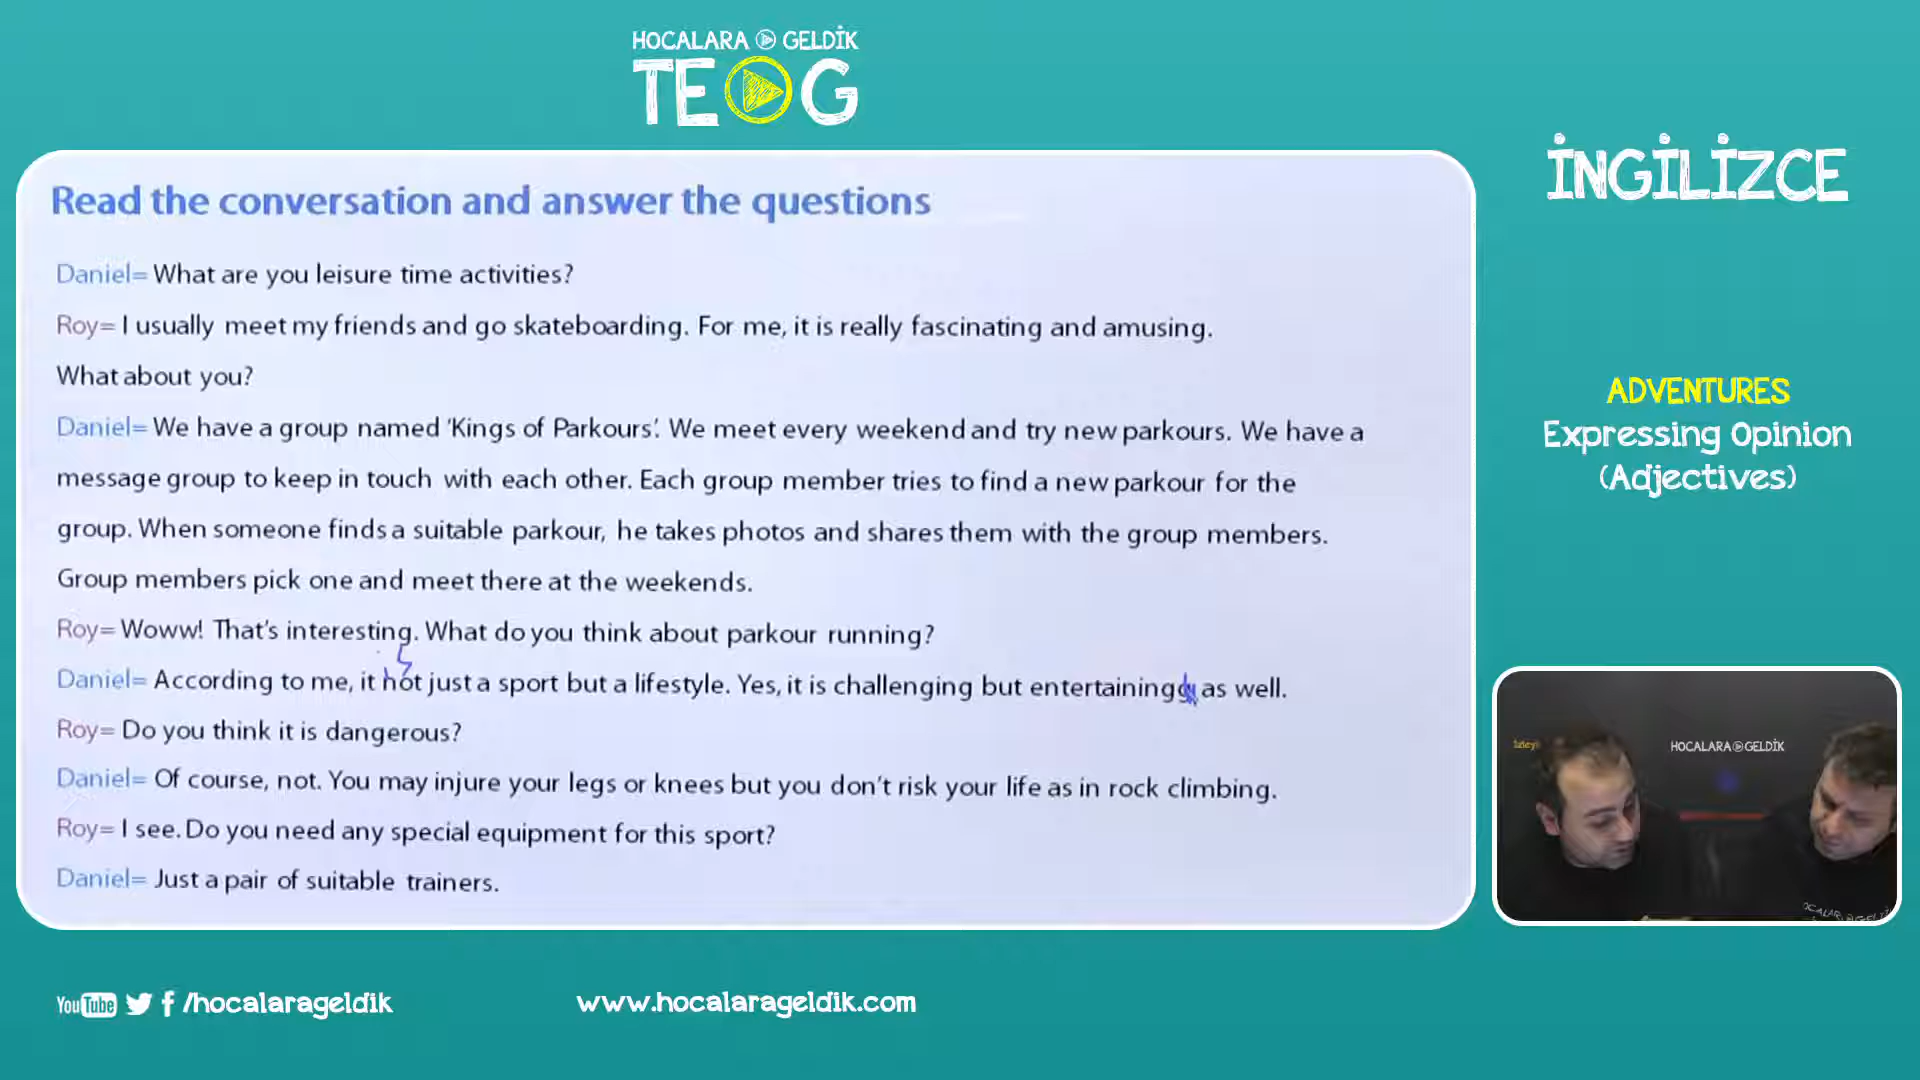 HOCALARA GELDİK
TEOG
İNGİLİZCE
Read the conversation and answer the questions
Daniel= What are you leisure time activities?
Roy= I usually meet my friends and go skateboarding. For me, it is really fascinating and amusing.
What about you?
Daniel= We have a group named 'Kings of Parkours'. We meet every weekend and try new parkours. We have a
message group to keep in touch with each other. Each group member tries to find a new parkour for the
group. When someone finds a suitable parkour, he takes photos and shares them with the group members.
Group members pick one and meet there at the weekends.
Roy= Woww! That's interesting. What do you think about parkour running?
Daniel= According to me, it not just a sport but a lifestyle. Yes, it is challenging but entertaining as well.
Roy= Do you think it is dangerous?
Daniel= Of course, not. You may injure your legs or knees but you don't risk your life as in rock climbing.
Roy= I see. Do you need any special equipment for this sport?
Daniel= Just a pair of suitable trainers.
ADVENTURES
Expressing Opinion
(Adjectives)
HOCALARA GELDİK
YouTube /hocalarageldik
www.hocalarageldik.com